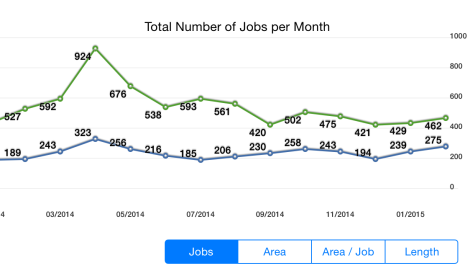 Total Number of Jobs per Month
1000
800
600
400
200
0
527 592 924 676 538 593 561 420 502 475 421 429 462
189 243 323 256 216 185 206 230 258 243 194 239 275
4 03/2014 05/2014 07/2014 09/2014 11/2014 01/2015
Jobs Area Area / Job Length